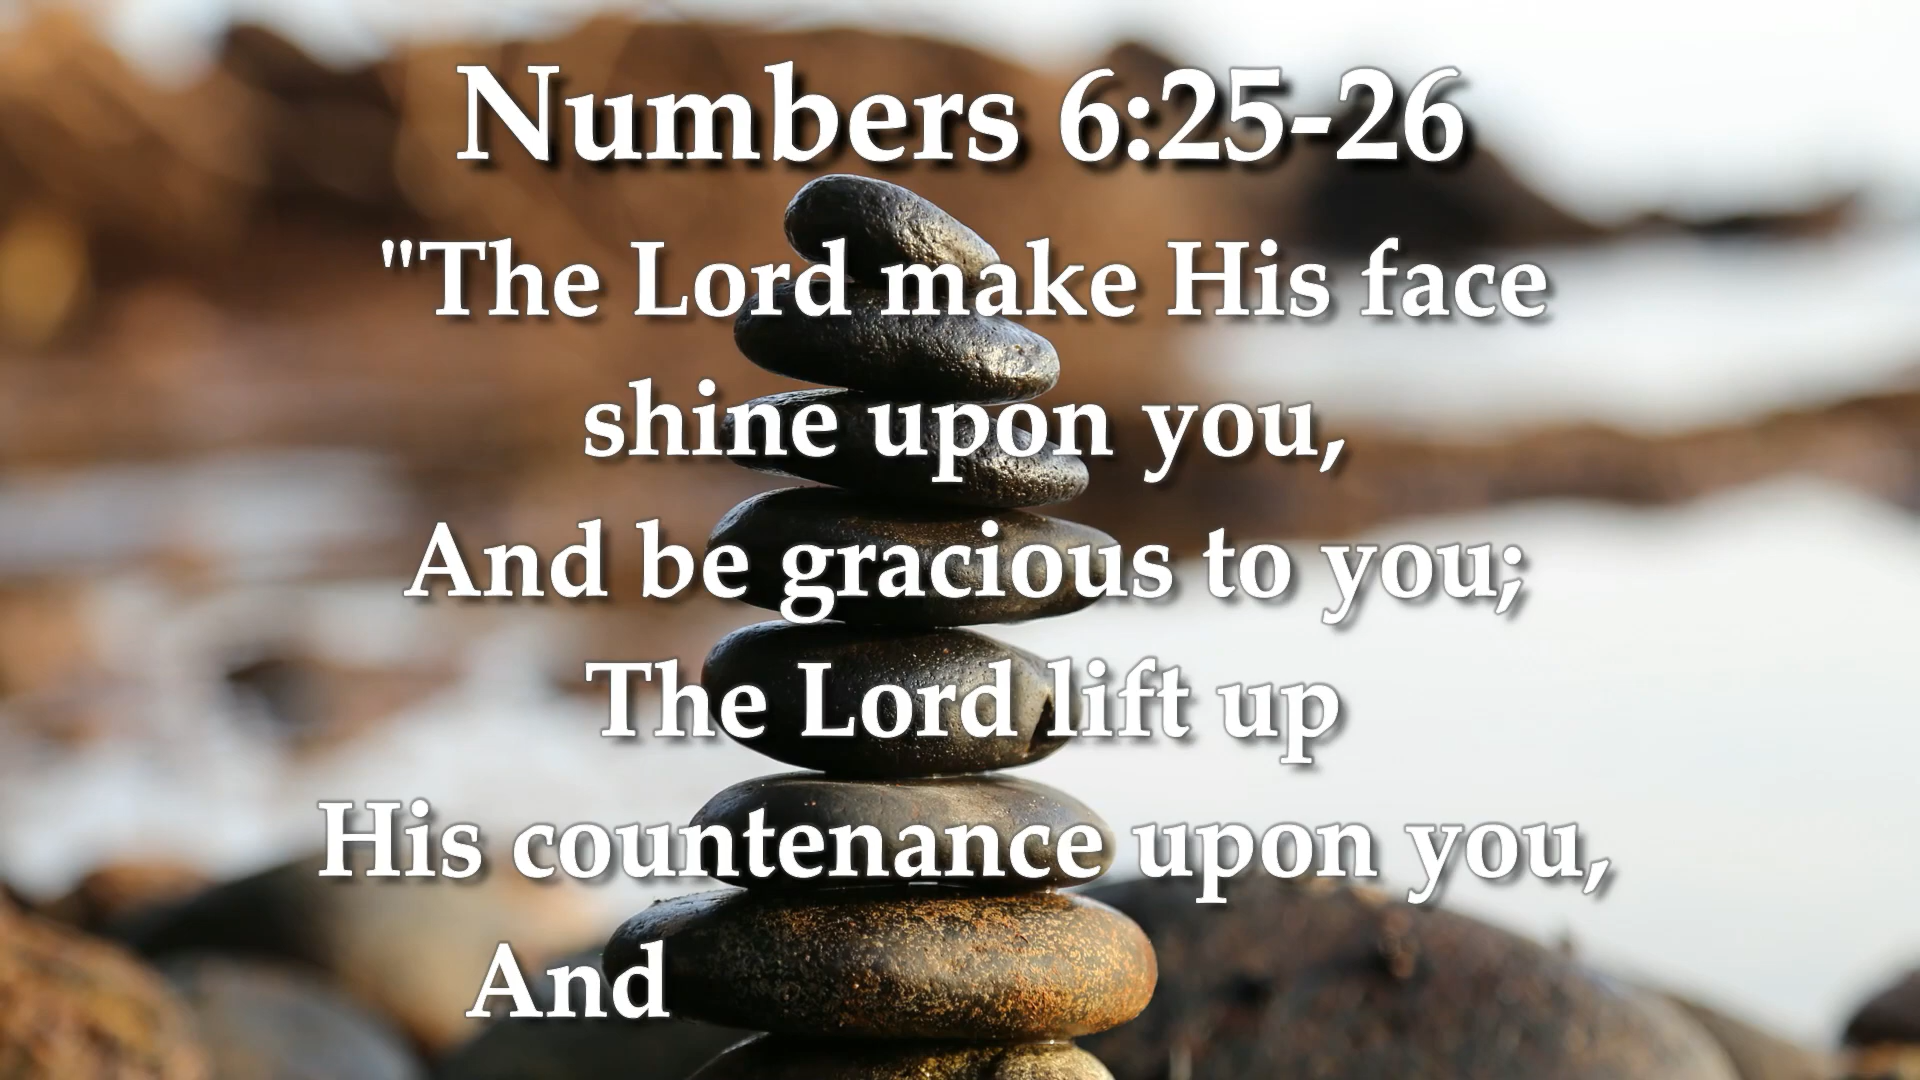 Numbers 6:25-26
"The Lord make His face
shine upon you,
And be gracious to you;
The Lord lift up
His countenance upon you,
And